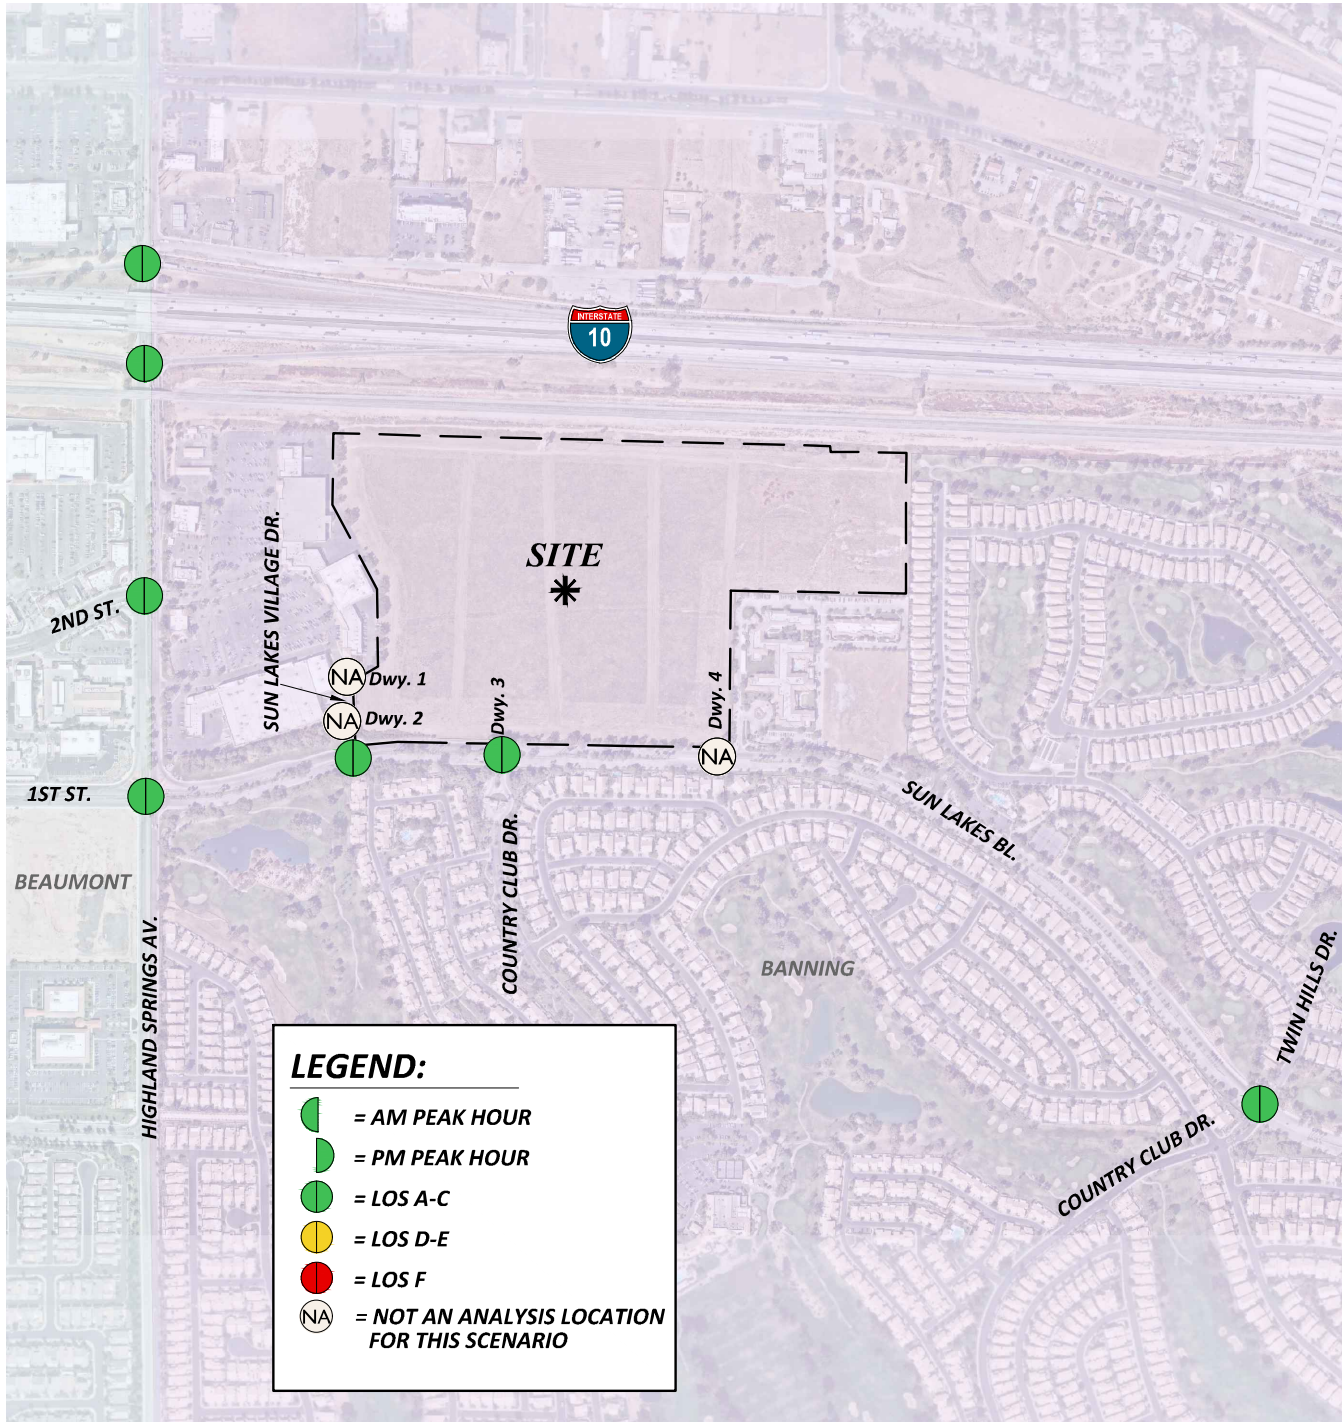 INTERSTATE
10
SITE
SUN LAKES VILLAGE DR.
2ND ST.
NA Dwy. 1
NA Dwy. 2
Dwy. 3
Dwy. 4
NA
1ST ST.
SUN LAKES BL.
COUNTRY CLUB DR.
BEAUMONT
HIGHLAND SPRINGS AV.
BANNING
TWIN HILLS DR.
COUNTRY CLUB DR.
LEGEND:
= AM PEAK HOUR
= PM PEAK HOUR
= LOS A-C
= LOS D-E
= LOS F
NA = NOT AN ANALYSIS LOCATION
FOR THIS SCENARIO